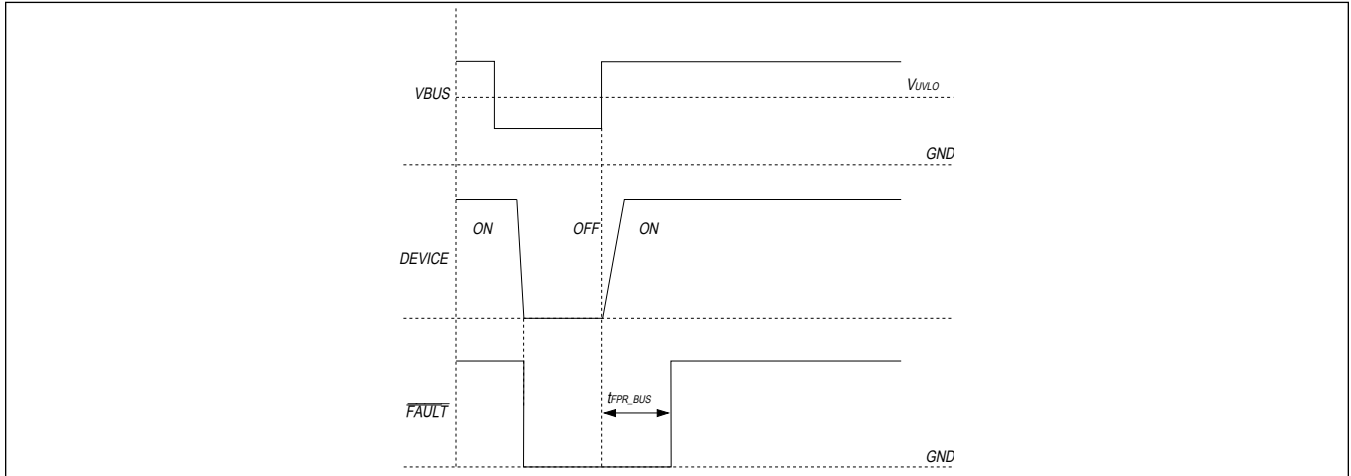 VBUS
VUVLO
GND
ON
OFF
ON
DEVICE
FAULT
tFPR_BUS
GND